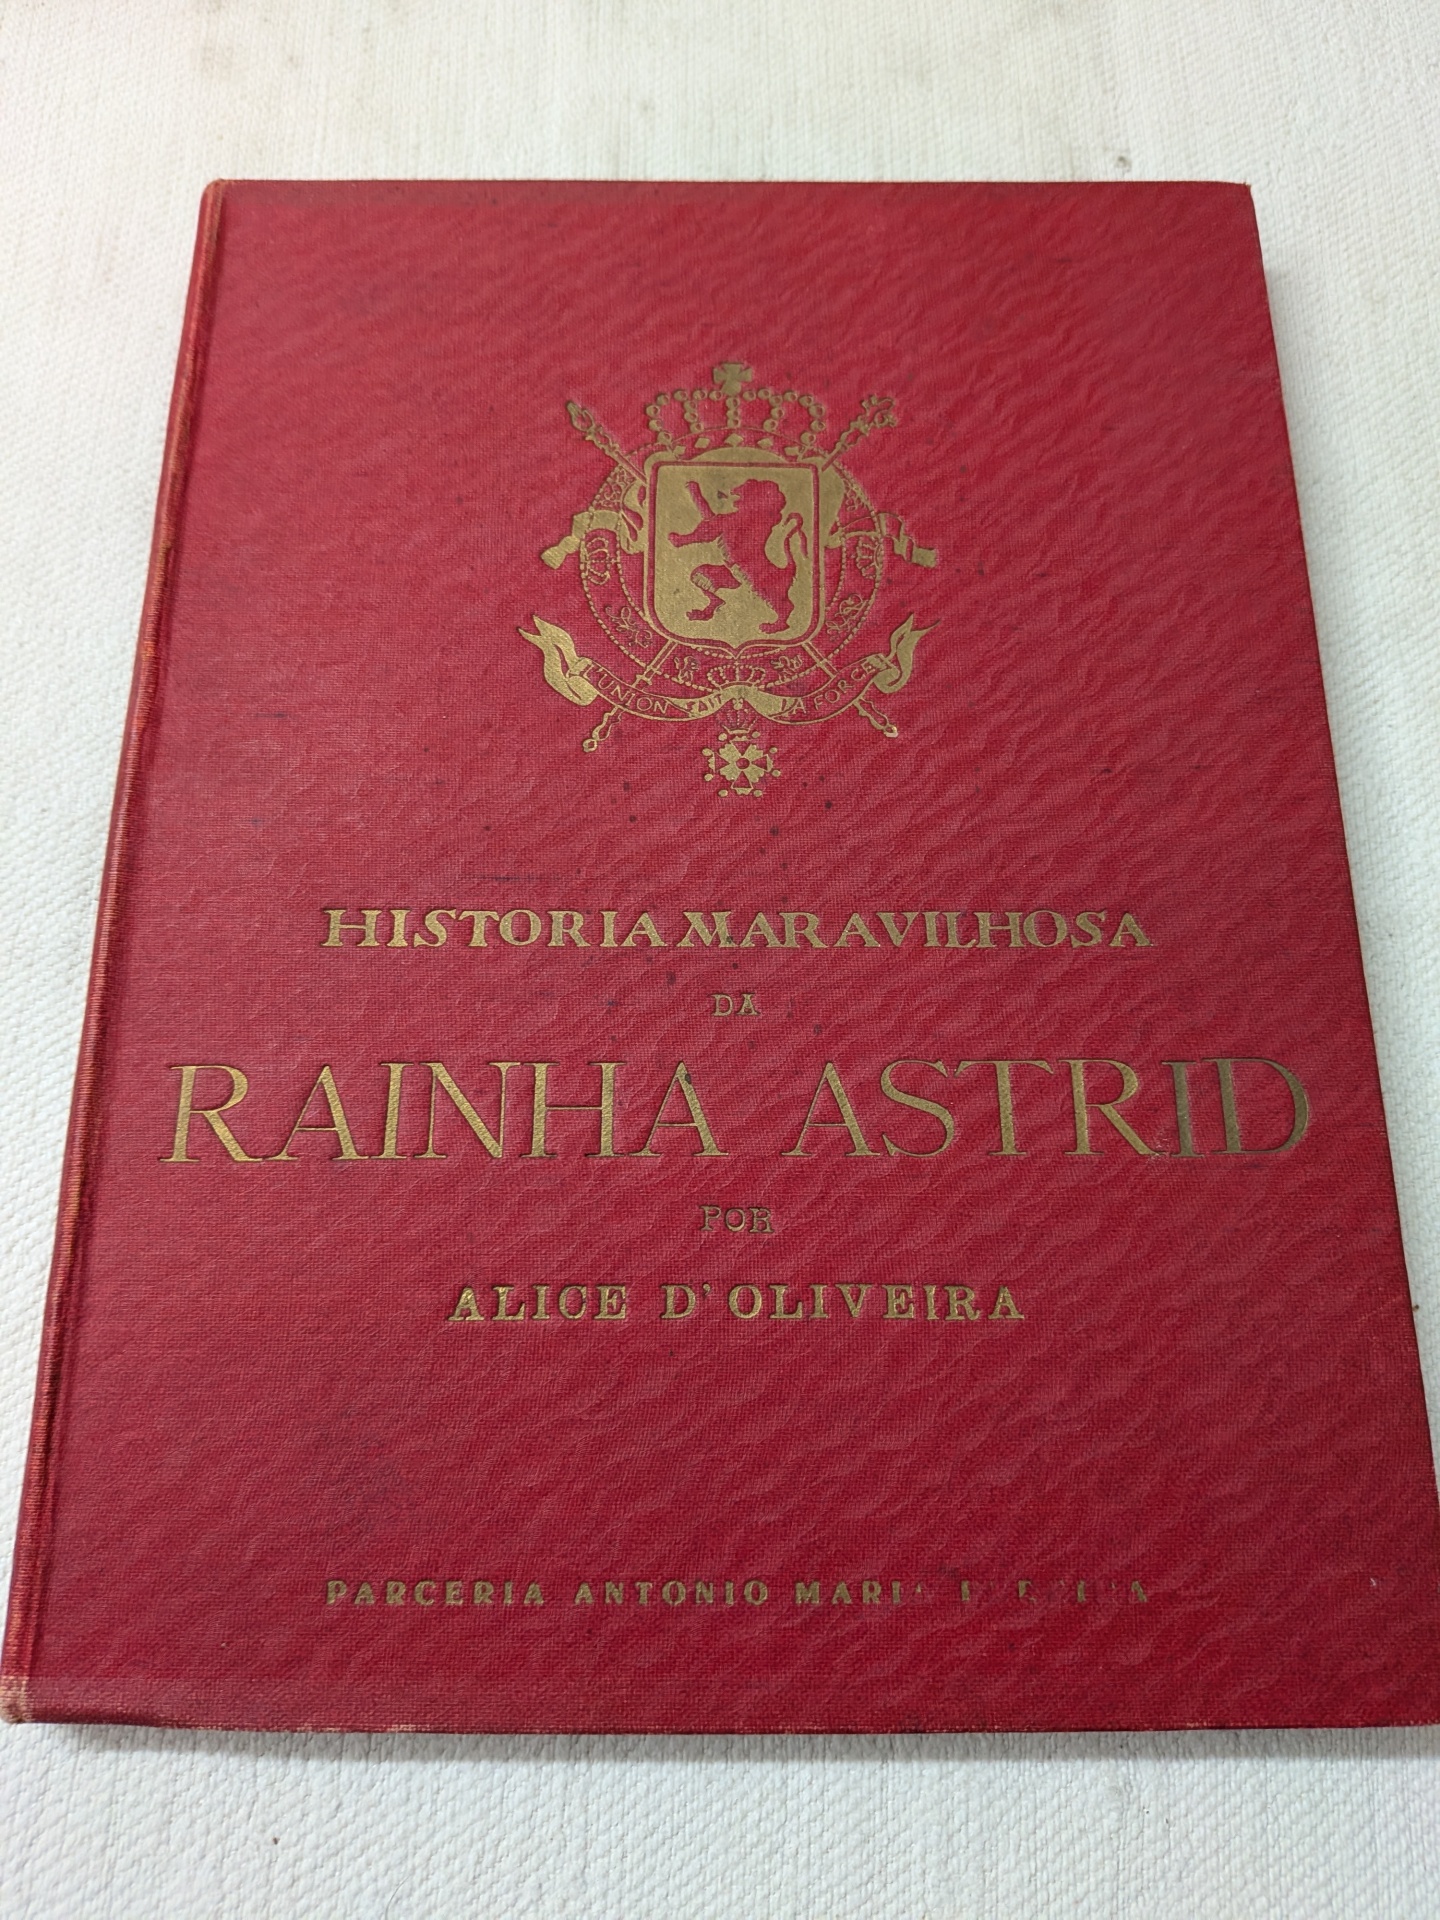 L'UNION FAIT LA FORCE
HISTORIA MARAVILHOSA
DA
RAINHA ASTRID
POR
ALICE D'OLIVEIRA
PARCERIA ANTONIO MARIA